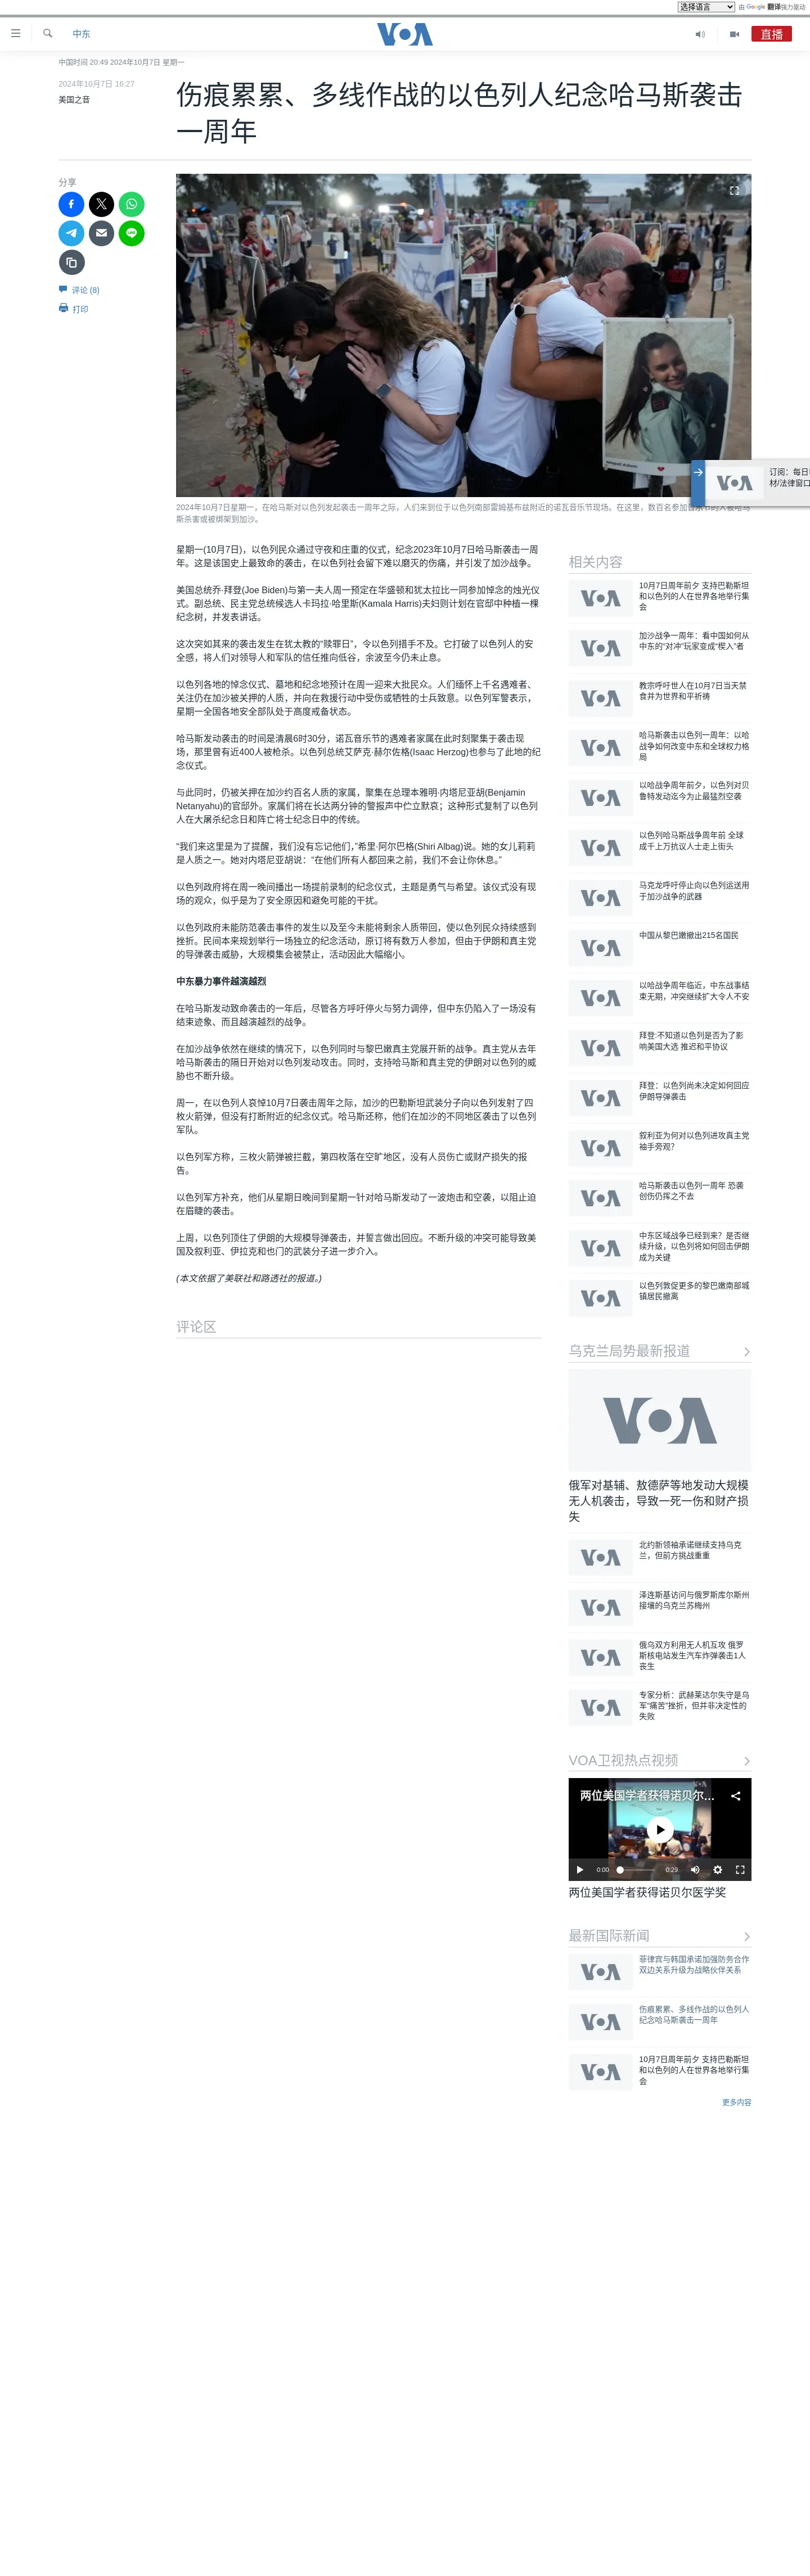 选择语言
由 Google 翻译强力驱动
中东
VOA
直播
中国时间 20:49 2024年10月7日 星期一
2024年10月7日 16:27
美国之音
伤痕累累、多线作战的以色列人纪念哈马斯袭击
一周年
分享
评论 (8)
打印
订阅：每日
材/法律窗口
VOA
2024年10月7日星期一，在哈马斯对以色列发起袭击一周年之际，人们来到位于以色列南部雷姆基布兹附近的诺瓦音乐节现场。在这里，数百名参加音乐节的人被哈马
斯杀害或被绑架到加沙。
星期一(10月7日)，以色列民众通过守夜和庄重的仪式，纪念2023年10月7日哈马斯袭击一周
年。这是该国史上最致命的袭击，在以色列社会留下难以磨灭的伤痛，并引发了加沙战争。
美国总统乔·拜登(Joe Biden)与第一夫人周一预定在华盛顿和犹太拉比一同参加悼念的烛光仪
式。副总统、民主党总统候选人卡玛拉·哈里斯(Kamala Harris)夫妇则计划在官邸中种植一棵
纪念树，并发表讲话。
这次突如其来的袭击发生在犹太教的“赎罪日”，令以色列措手不及。它打破了以色列人的安
全感，将人们对领导人和军队的信任推向低谷，余波至今仍未止息。
以色列各地的悼念仪式、墓地和纪念地预计在周一迎来大批民众。人们缅怀上千名遇难者、
关注仍在加沙被关押的人质，并向在救援行动中受伤或牺牲的士兵致意。以色列军警表示，
星期一全国各地安全部队处于高度戒备状态。
哈马斯发动袭击的时间是清晨6时30分，诺瓦音乐节的遇难者家属在此时刻聚集于袭击现
场，那里曾有近400人被枪杀。以色列总统艾萨克·赫尔佐格(Isaac Herzog)也参与了此地的纪
念仪式。
与此同时，仍被关押在加沙约百名人质的家属，聚集在总理本雅明·内塔尼亚胡(Benjamin
Netanyahu)的官邸外。家属们将在长达两分钟的警报声中伫立默哀；这种形式复制了以色列
人在大屠杀纪念日和阵亡将士纪念日中的传统。
“我们来这里是为了提醒，我们没有忘记他们，”希里·阿尔巴格(Shiri Albag)说。她的女儿莉莉
是人质之一。她对内塔尼亚胡说：“在他们所有人都回来之前，我们不会让你休息。”
以色列政府将在周一晚间播出一场提前录制的纪念仪式，主题是勇气与希望。该仪式没有现
场的观众，似乎是为了安全原因和避免可能的干扰。
以色列政府未能防范袭击事件的发生以及至今未能将剩余人质带回，使以色列民众持续感到
挫折。民间本来规划举行一场独立的纪念活动，原订将有数万人参加，但由于伊朗和真主党
的导弹袭击威胁，大规模集会被禁止，活动因此大幅缩小。
中东暴力事件越演越烈
在哈马斯发动致命袭击的一年后，尽管各方呼吁停火与努力调停，但中东仍陷入了一场没有
结束迹象、而且越演越烈的战争。
在加沙战争依然在继续的情况下，以色列同时与黎巴嫩真主党展开新的战争。真主党从去年
哈马斯袭击的隔日开始对以色列发动攻击。同时，支持哈马斯和真主党的伊朗对以色列的威
胁也不断升级。
周一，在以色列人哀悼10月7日袭击周年之际，加沙的巴勒斯坦武装分子向以色列发射了四
枚火箭弹，但没有打断附近的纪念仪式。哈马斯还称，他们在加沙的不同地区袭击了以色列
军队。
以色列军方称，三枚火箭弹被拦截，第四枚落在空旷地区，没有人员伤亡或财产损失的报
告。
以色列军方补充，他们从星期日晚间到星期一针对哈马斯发动了一波炮击和空袭，以阻止迫
在眉睫的袭击。
上周，以色列顶住了伊朗的大规模导弹袭击，并誓言做出回应。不断升级的冲突可能导致美
国及叙利亚、伊拉克和也门的武装分子进一步介入。
(本文依据了美联社和路透社的报道。)
评论区
相关内容
VOA
10月7日周年前夕 支持巴勒斯坦
和以色列的人在世界各地举行集
会
VOA
加沙战争一周年：看中国如何从
中东的“对冲”玩家变成“楔入”者
VOA
教宗呼吁世人在10月7日当天禁
食并为世界和平祈祷
VOA
哈马斯袭击以色列一周年：以哈
战争如何改变中东和全球权力格
局
VOA
以哈战争周年前夕，以色列对贝
鲁特发动迄今为止最猛烈空袭
VOA
以色列哈马斯战争周年前 全球
成千上万抗议人士走上街头
VOA
马克龙呼吁停止向以色列运送用
于加沙战争的武器
VOA
中国从黎巴嫩撤出215名国民
VOA
以哈战争周年临近，中东战事结
束无期，冲突继续扩大令人不安
VOA
拜登:不知道以色列是否为了影
响美国大选 推迟和平协议
VOA
拜登：以色列尚未决定如何回应
伊朗导弹袭击
VOA
叙利亚为何对以色列进攻真主党
袖手旁观?
VOA
哈马斯袭击以色列一周年 恐袭
创伤仍挥之不去
VOA
中东区域战争已经到来？是否继
续升级，以色列将如何回击伊朗
成为关键
VOA
以色列敦促更多的黎巴嫩南部城
镇居民撤离
乌克兰局势最新报道
VOA
俄军对基辅、敖德萨等地发动大规模
无人机袭击，导致一死一伤和财产损
失
VOA
北约新领袖承诺继续支持乌克
兰，但前方挑战重重
VOA
泽连斯基访问与俄罗斯库尔斯州
接壤的乌克兰苏梅州
VOA
俄乌双方利用无人机互攻 俄罗
斯核电站发生汽车炸弹袭击1人
丧生
VOA
专家分析：武赫莱达尔失守是乌
军“痛苦”挫折，但并非决定性的
失败
VOA卫视热点视频
两位美国学者获得诺贝尔...
0:00
0:29
两位美国学者获得诺贝尔医学奖
最新国际新闻
VOA
菲律宾与韩国承诺加强防务合作
双边关系升级为战略伙伴关系
VOA
伤痕累累、多线作战的以色列人
纪念哈马斯袭击一周年
VOA
10月7日周年前夕 支持巴勒斯坦
和以色列的人在世界各地举行集
会
更多内容